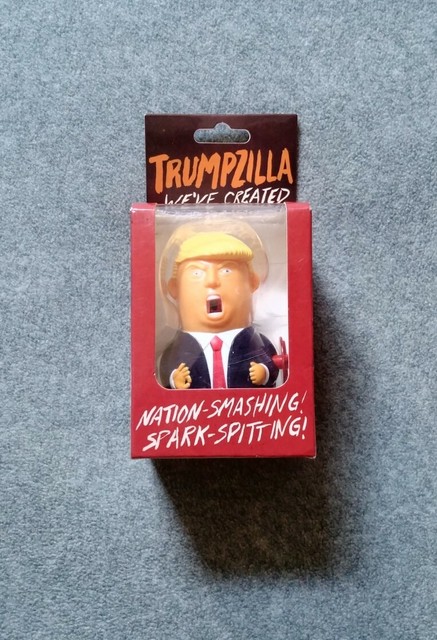 TRUMPZILLA
WE'VE CREATED
NATION-SMASHING!
SPARK-SPITTING!